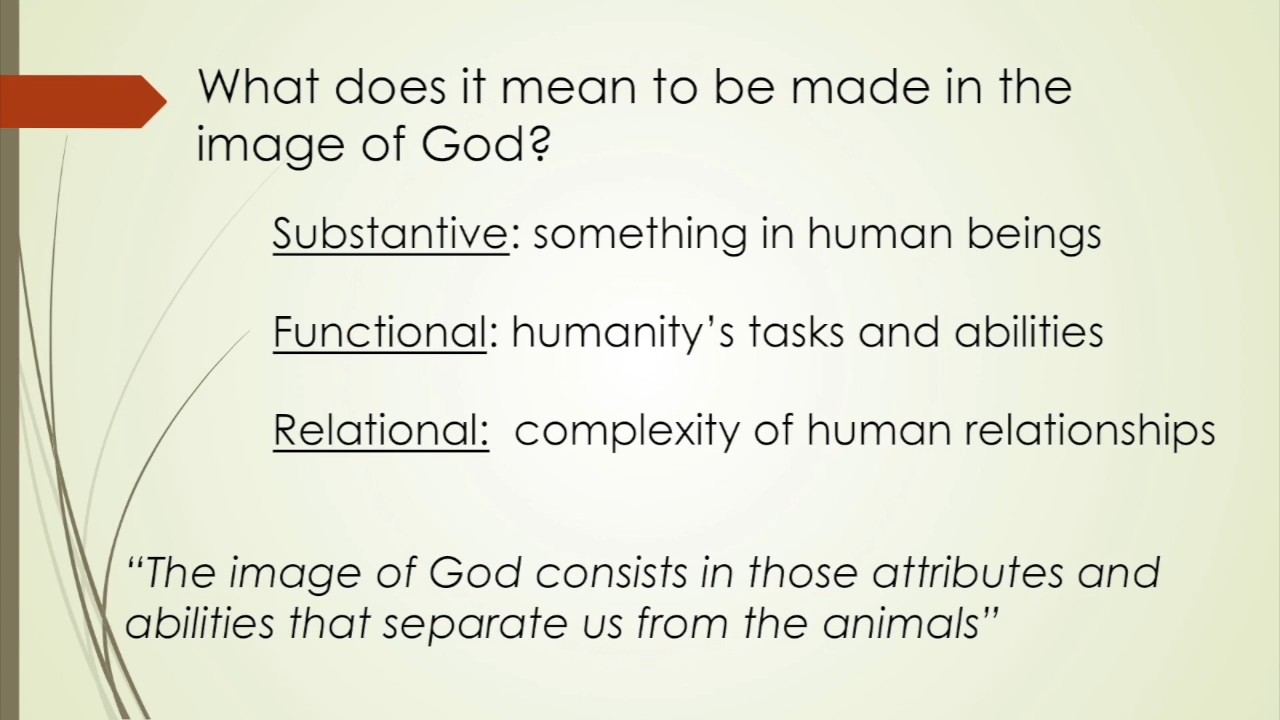 What does it mean to be made in the
image of God?
Substantive: something in human beings
Functional: humanity’s tasks and abilities
Relational:  complexity of human relationships
“The image of God consists in those attributes and
abilities that separate us from the animals”